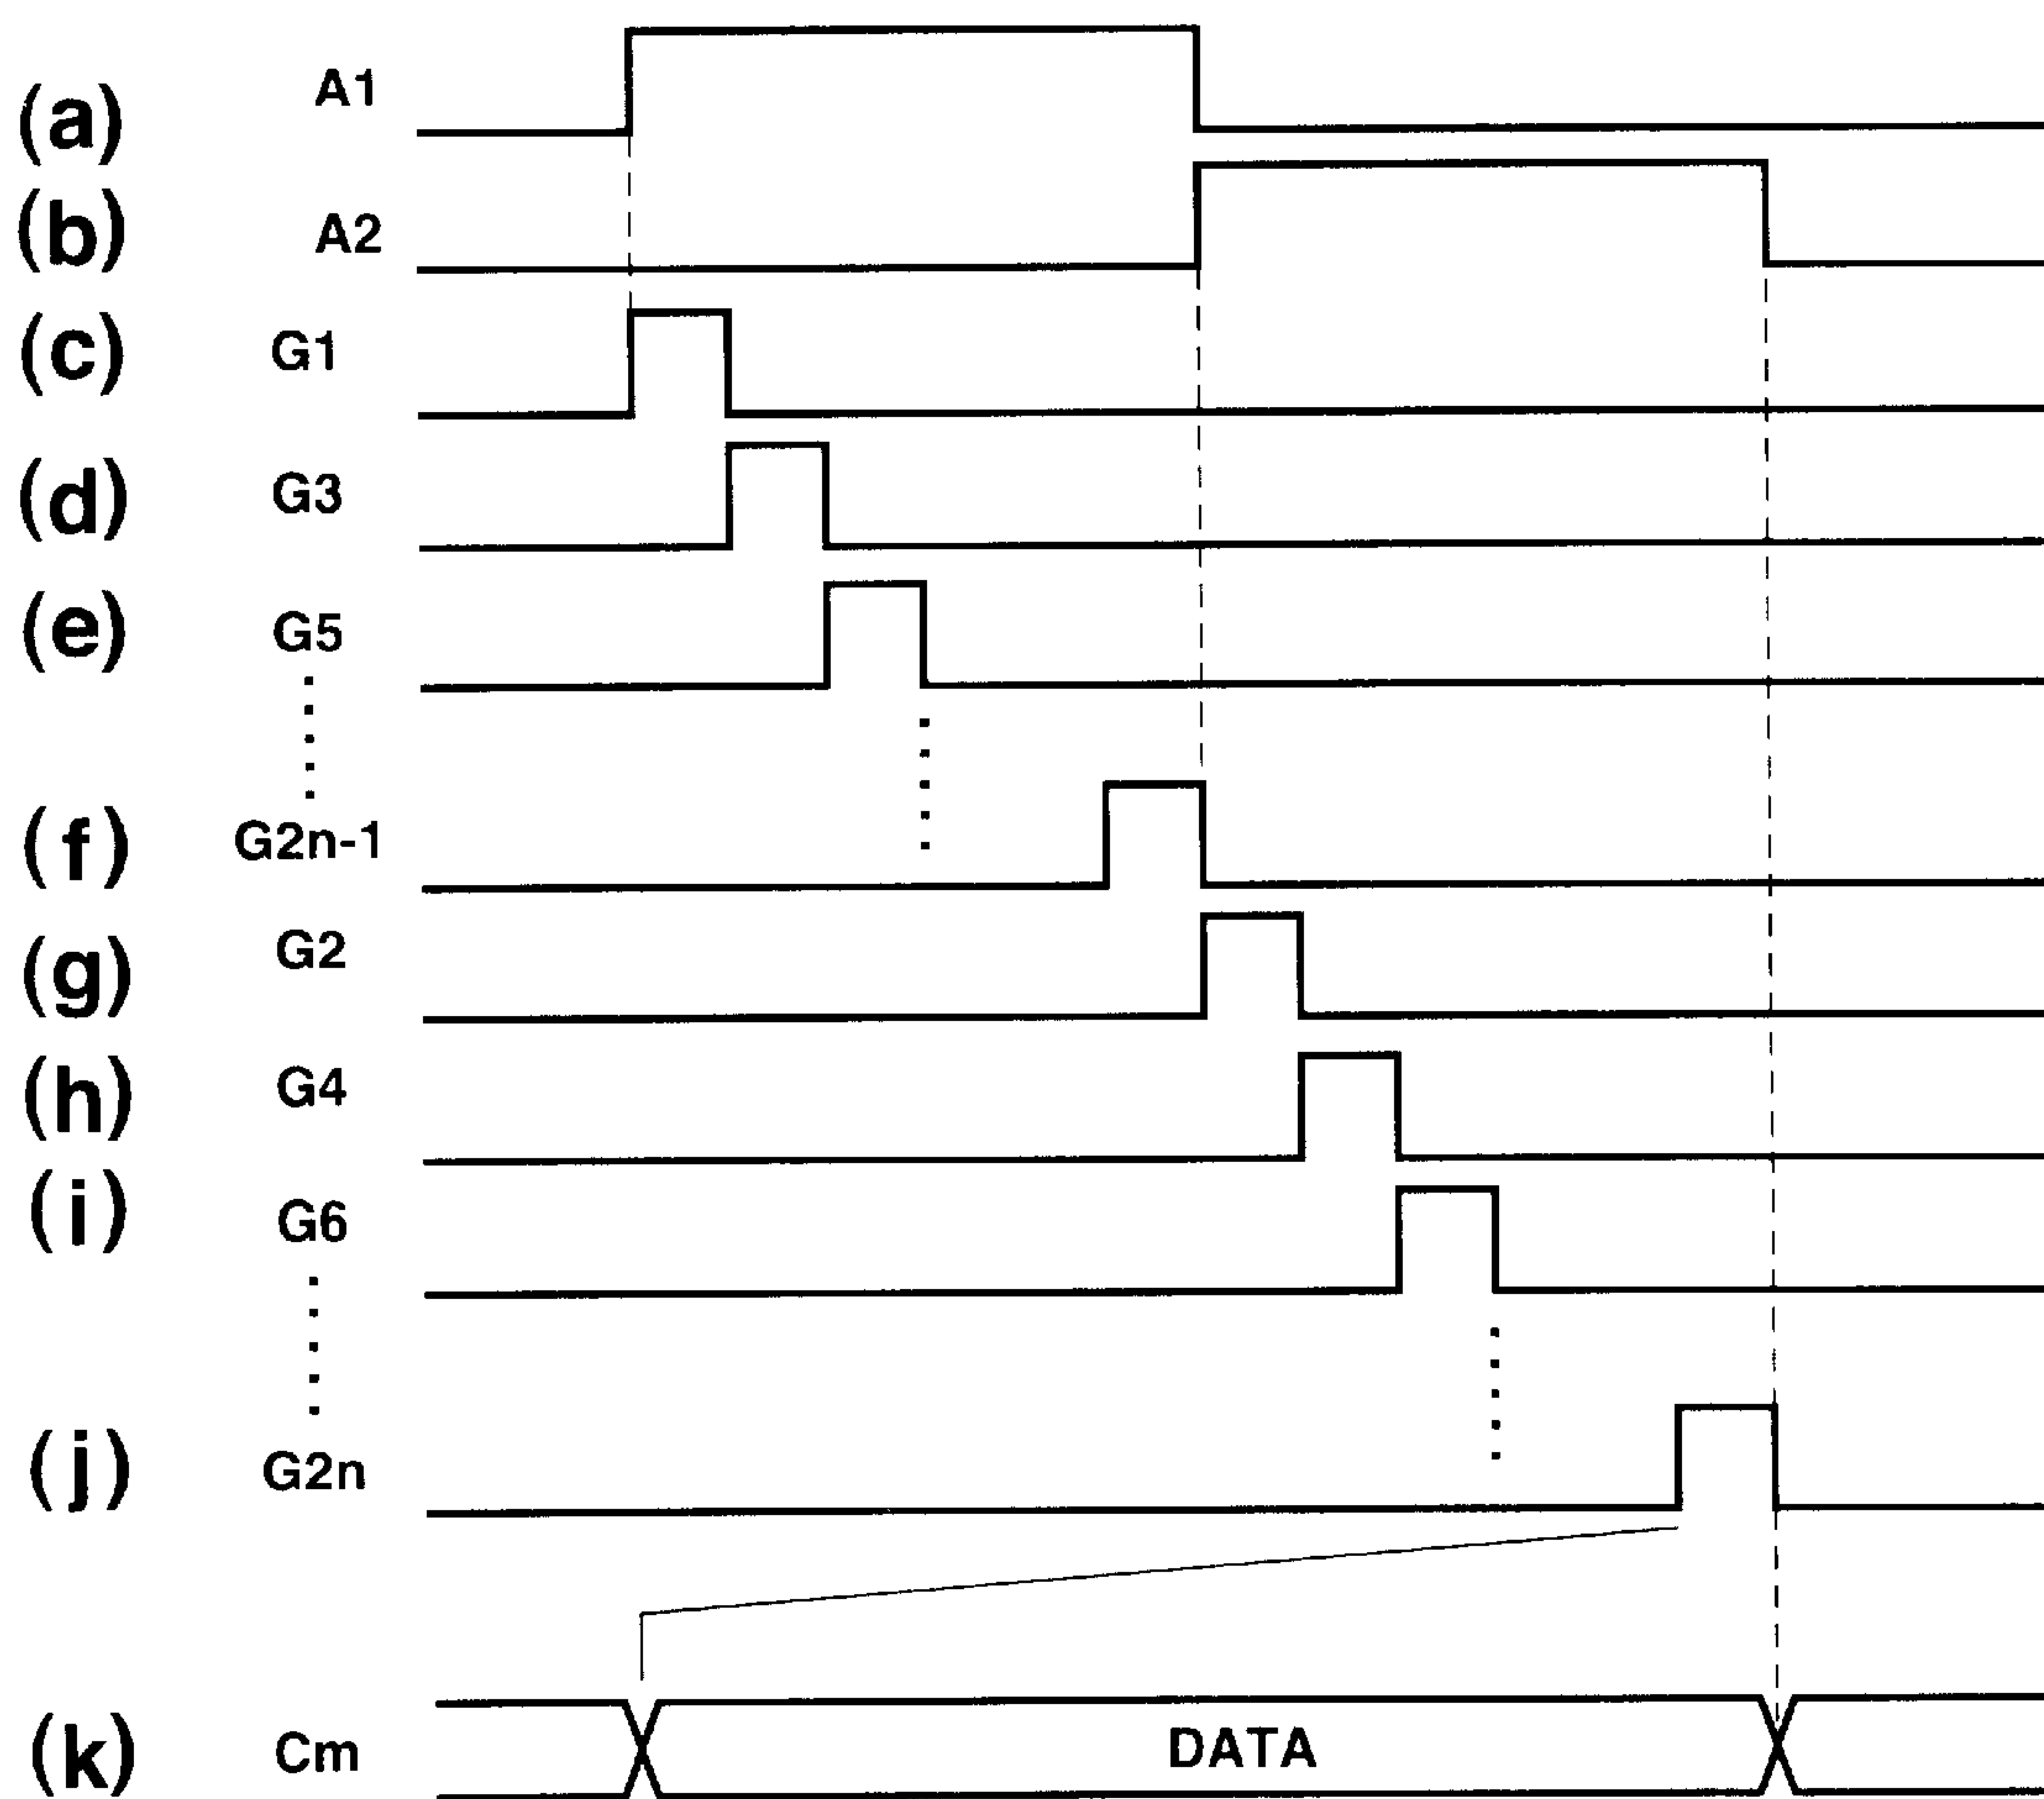 (a) A1
(b) A2
(c) G1
(d) G3
(e) G5
(f) G2n-1
(g) G2
(h) G4
(i) G6
(j) G2n
(k) Cm DATA